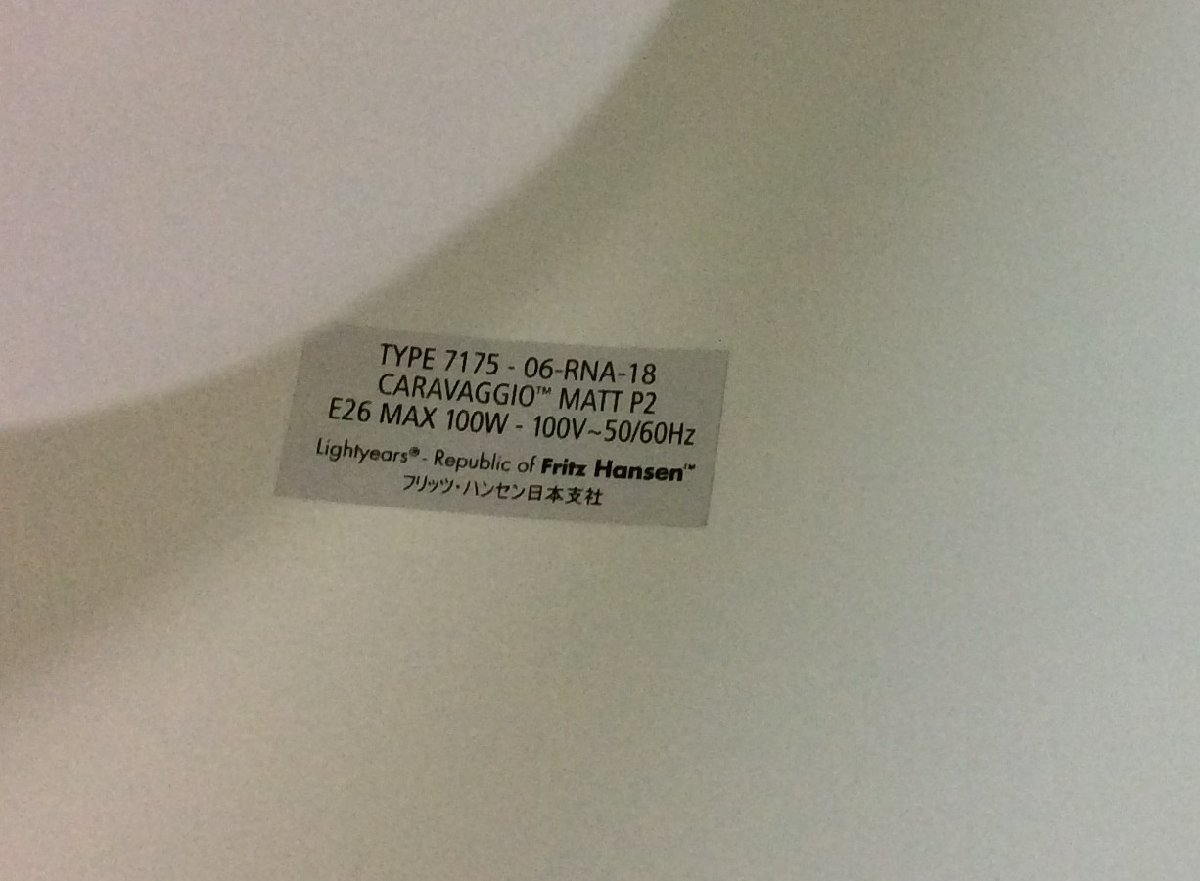 TYPE 7175 - 06-RNA-18
CARAVAGGIO™ MATT P2
E26 MAX 100W - 100V~50/60Hz
Lightyears® - Republic of Fritz Hansen™
フリッツ・ハンセン日本支社